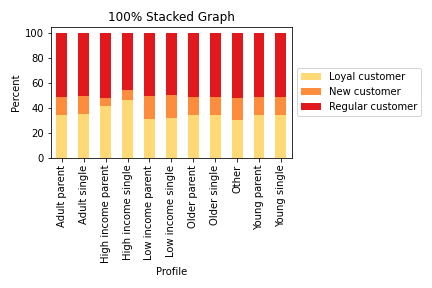 100% Stacked Graph
100
80
60
40
20
0
Percent
Loyal customer
New customer
Regular customer
Adult parent
Adult single
High income parent
High income single
Low income parent
Low income single
Older parent
Older single
Other
Young parent
Young single
Profile